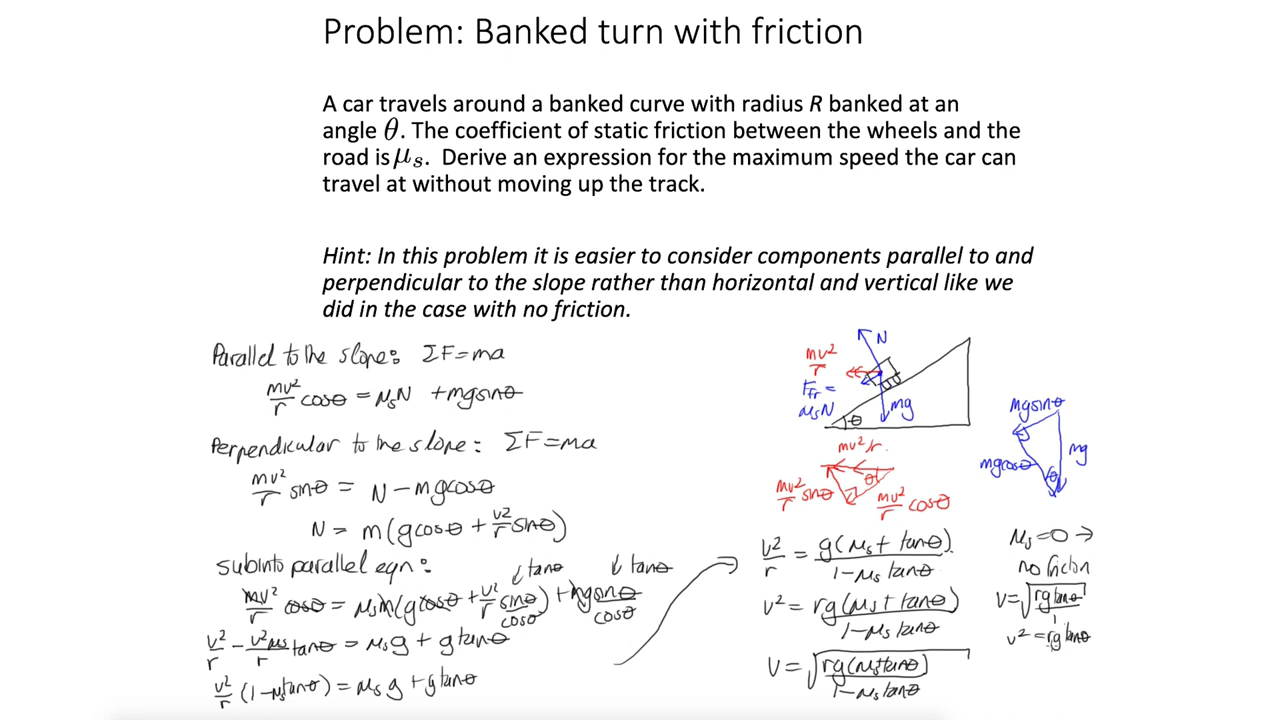 Problem: Banked turn with friction
A car travels around a banked curve with radius R banked at an
angle θ. The coefficient of static friction between the wheels and the
road is μₛ. Derive an expression for the maximum speed the car can
travel at without moving up the track.
Hint: In this problem it is easier to consider components parallel to and
perpendicular to the slope rather than horizontal and vertical like we
did in the case with no friction.
Parallel to the slope: ΣF=ma
mv²/r cosθ = μₛN + mgsinθ
Perpendicular to the slope: ΣF=ma
mv²/r sinθ = N - mgcosθ
N = m(gcosθ + v²/r sinθ)
sub into parallel eqn: ↓tanθ ↓tanθ
mv²/r cosθ = μₛm(gcosθ + v²/r sinθ/cosθ) + mgsinθ/cosθ
v²/r - v²μₛ/r tanθ = μₛg + gtanθ
v²/r (1-μₛtanθ) = μₛg + gtanθ
N
mv²/r
Ffr =
μₛN
mg
θ
mv²/r
θ
mv²/r sinθ
mv²/r cosθ
mgsinθ
mg
mgcosθ
θ
v²/r = g(μₛ + tanθ)/1-μₛtanθ
v² = rg(μₛ + tanθ)/1-μₛtanθ
v = √rg(μₛ+tanθ)/1-μₛtanθ
μₛ=0 →
no friction
v=√rgtanθ/1
v² = rgtanθ